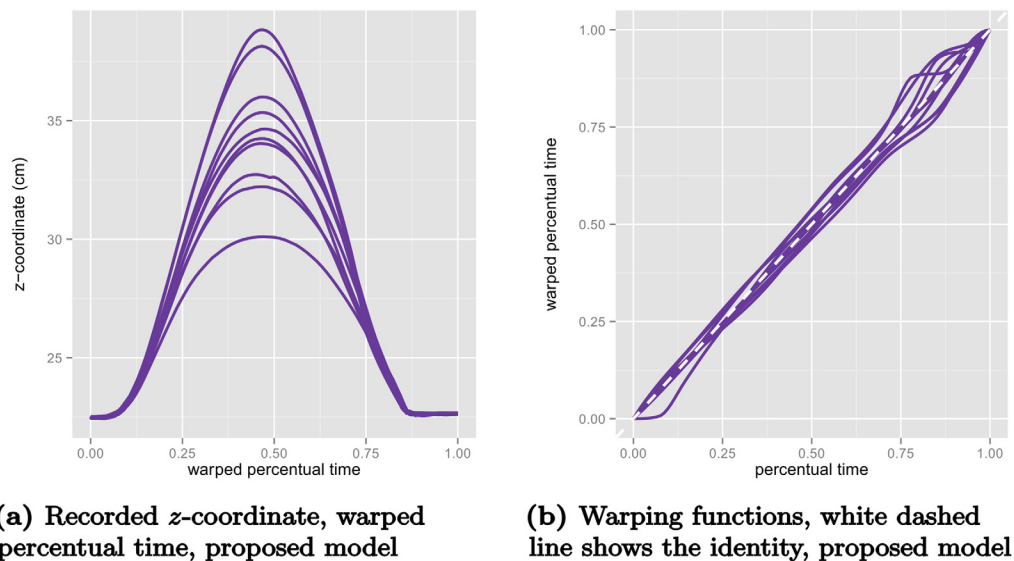 35
30
25
z−coordinate (cm)
0.00 0.25 0.50 0.75 1.00
warped percentual time
1.00
0.75
0.50
0.25
0.00
warped percentual time
0.00 0.25 0.50 0.75 1.00
percentual time
(a) Recorded z-coordinate, warped
percentual time, proposed model
(b) Warping functions, white dashed
line shows the identity, proposed model